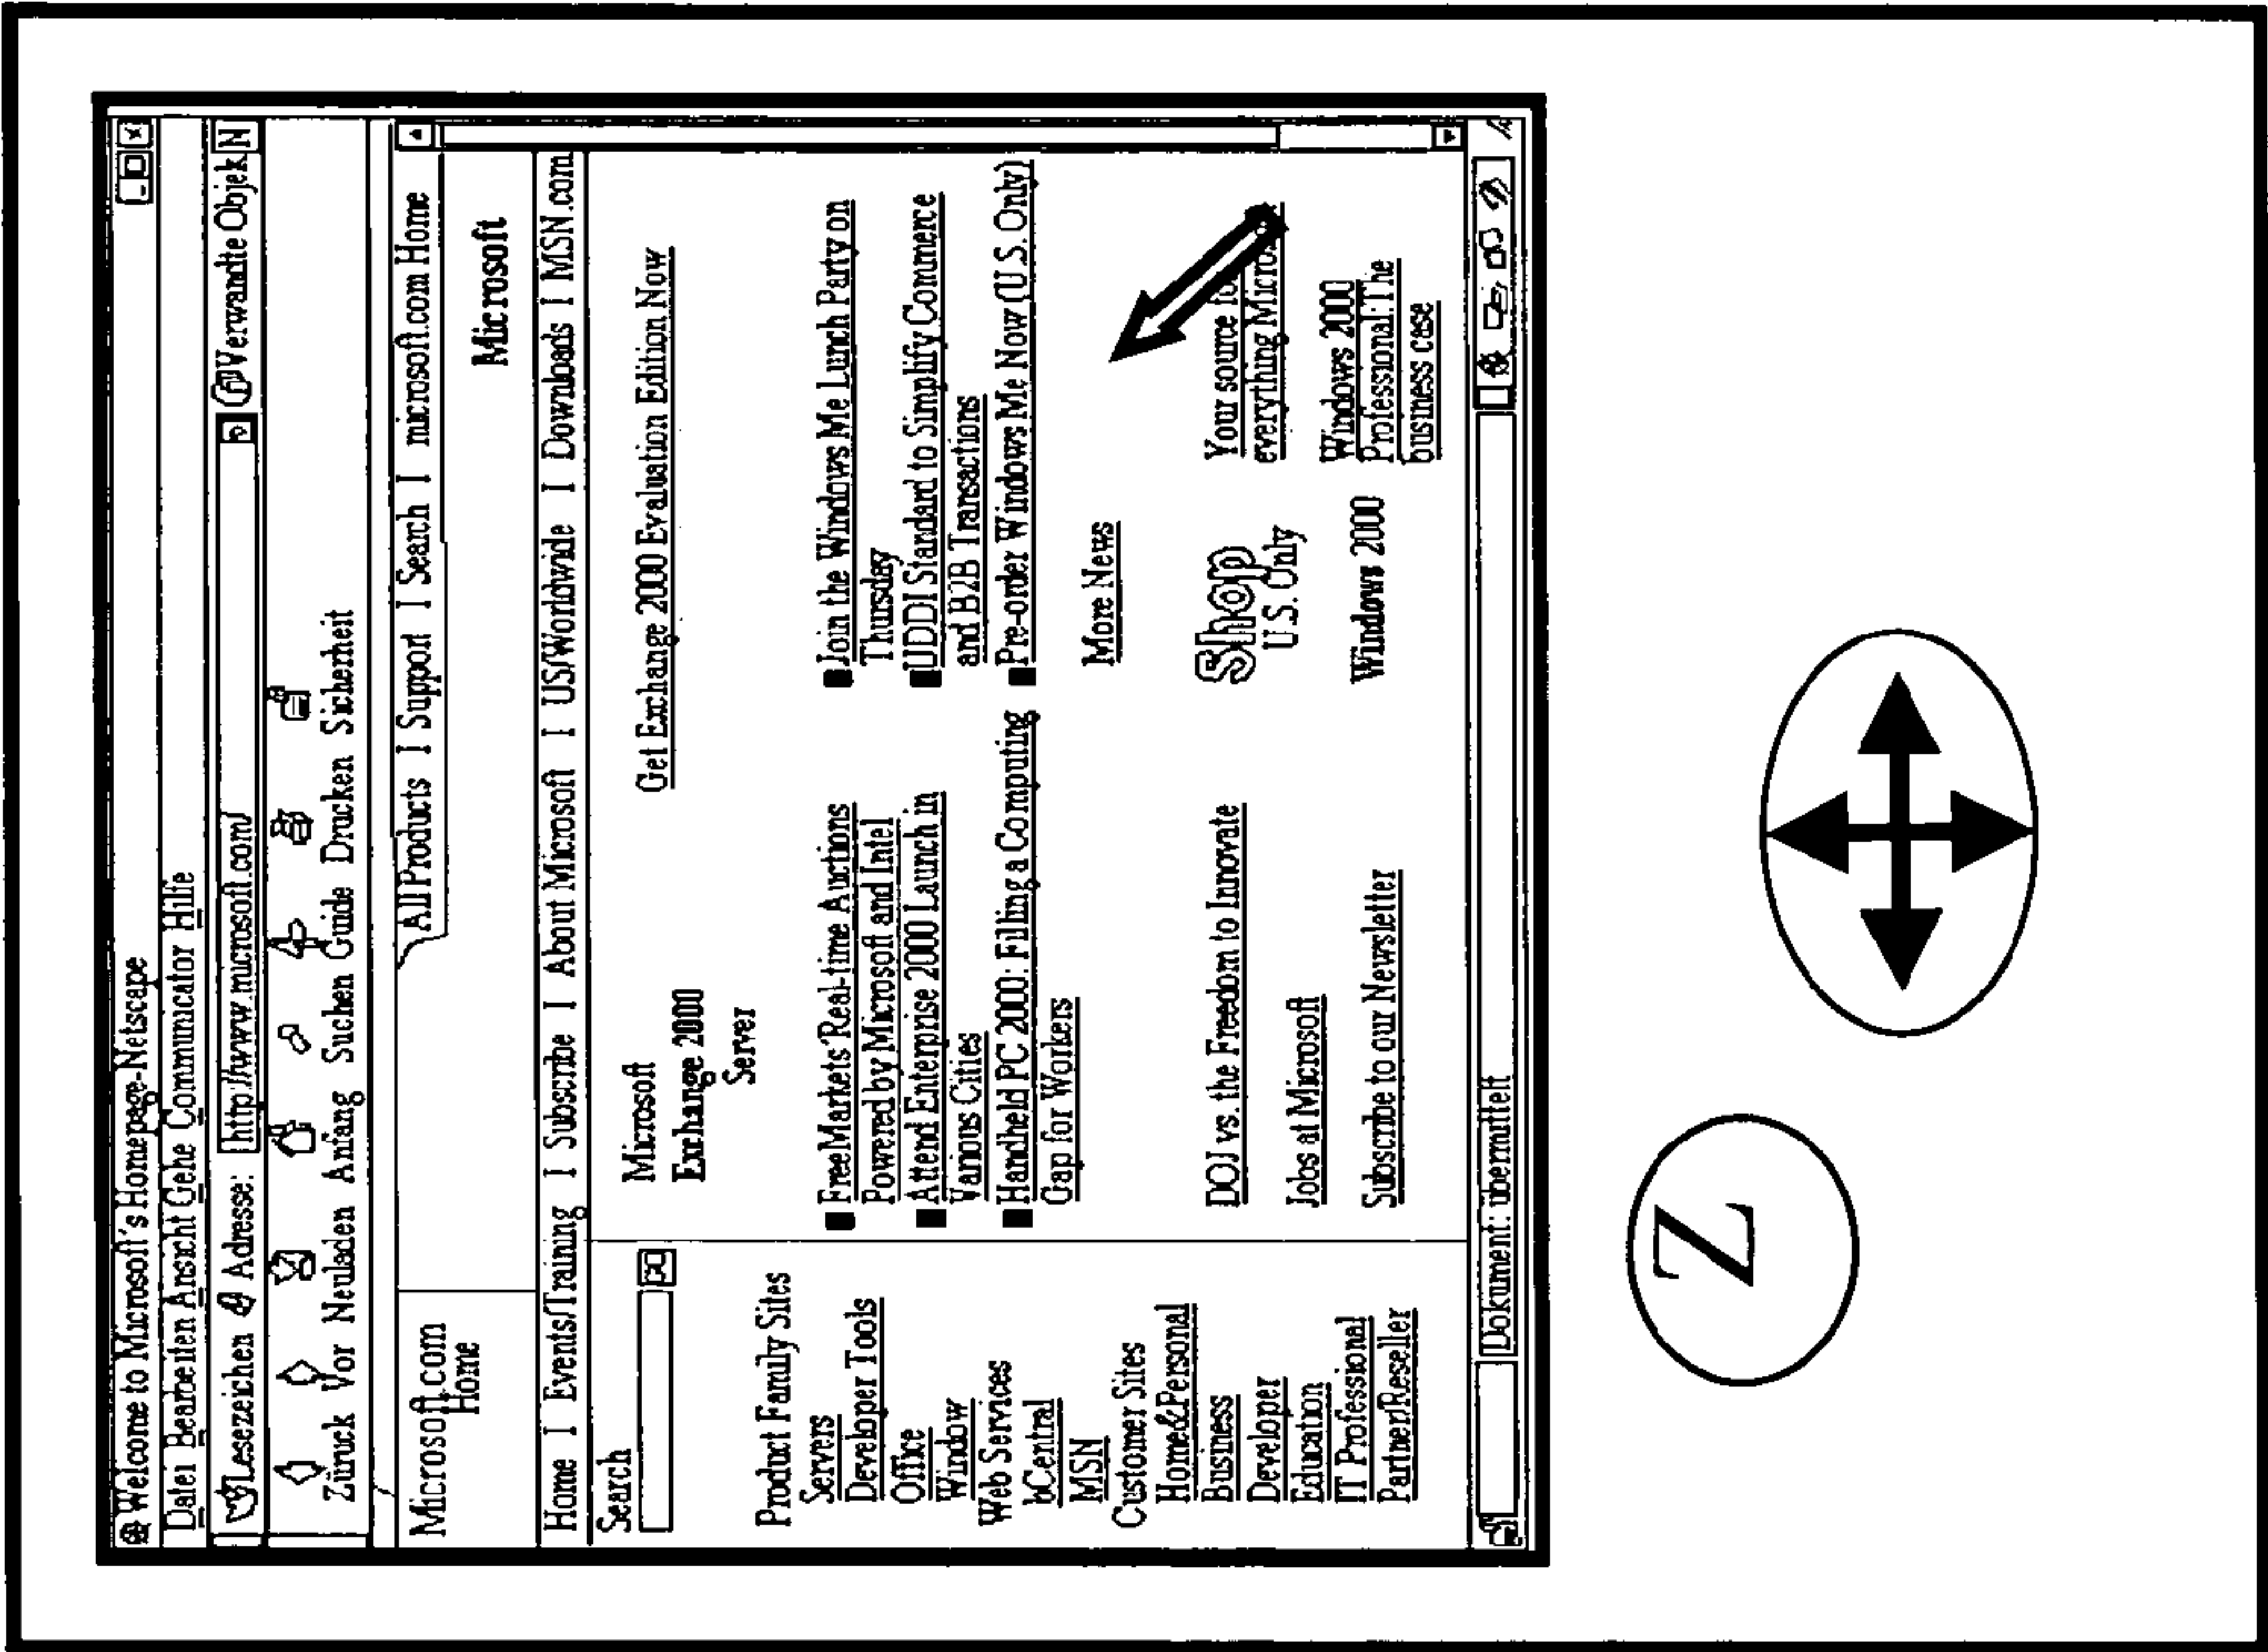 Welcome to Microsoft's Homepage-Netscape
Datei Bearbeiten Ansicht Gehe Communicator Hilfe
Lesezeichen Adresse: http://www.microsoft.com/ Verwandte Objek N
Züruck Vor Neuladen Anfang Suchen Guide Drucken Sicherheit
All Products I Support I Search I microsoft.com Home
Microsoft.com
Home
Microsoft
Home I Events/Training I Subscribe I About Microsoft I US/Worldwide I Downloads I MSN.com
Search
GO
Product Family Sites
Servers
Developer Tools
Office
Window
Web Services
bCentral
MSN
Customer Sites
Home&Personal
Business
Developer
Education
IT Professional
Partner/Reseller
Microsoft
Exchange 2000
Server
Get Exchange 2000 Evaluation Edition Now
FreeMarkets'Real-time Auctions
Powered by Microsoft and Intel
Attend Enterprise 2000 Launch in
Various Cities
Handheld PC 2000: Filling a Computing
Gap for Workers
Join the Windows Me Lunch Party on
Thursday
UDDI Standard to Simplify Commerce
and B2B Transactions
Pre-order Windows Me Now (U.S. Only)
More News
DOJ vs. the Freedom to Innovate
Jobs at Microsoft
Subscribe to our Newsletter
Shop
U.S. Only
Your source
everything
Windows 2000
Windows 2000
Professional:The
business case
Dokument: übermittelt
Z